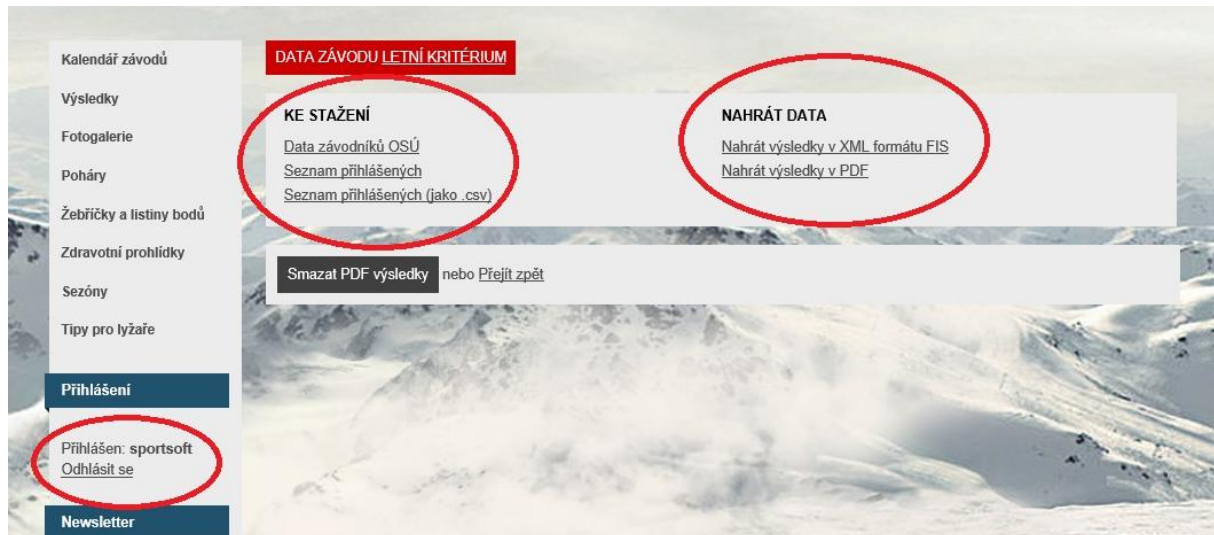 Kalendář závodů
Výsledky
Fotogalerie
Poháry
Žebříčky a listiny bodů
Zdravotní prohlídky
Sezóny
Tipy pro lyžaře
Přihlášení
Přihlášen: sportsoft
Odhlásit se
Newsletter
DATA ZÁVODU LETNÍ KRITÉRIUM
KE STAŽENÍ
Data závodníků OSÚ
Seznam přihlášených
Seznam přihlášených (jako .csv)
NAHRÁT DATA
Nahrát výsledky v XML formátu FIS
Nahrát výsledky v PDF
Smazat PDF výsledky nebo Přejít zpět